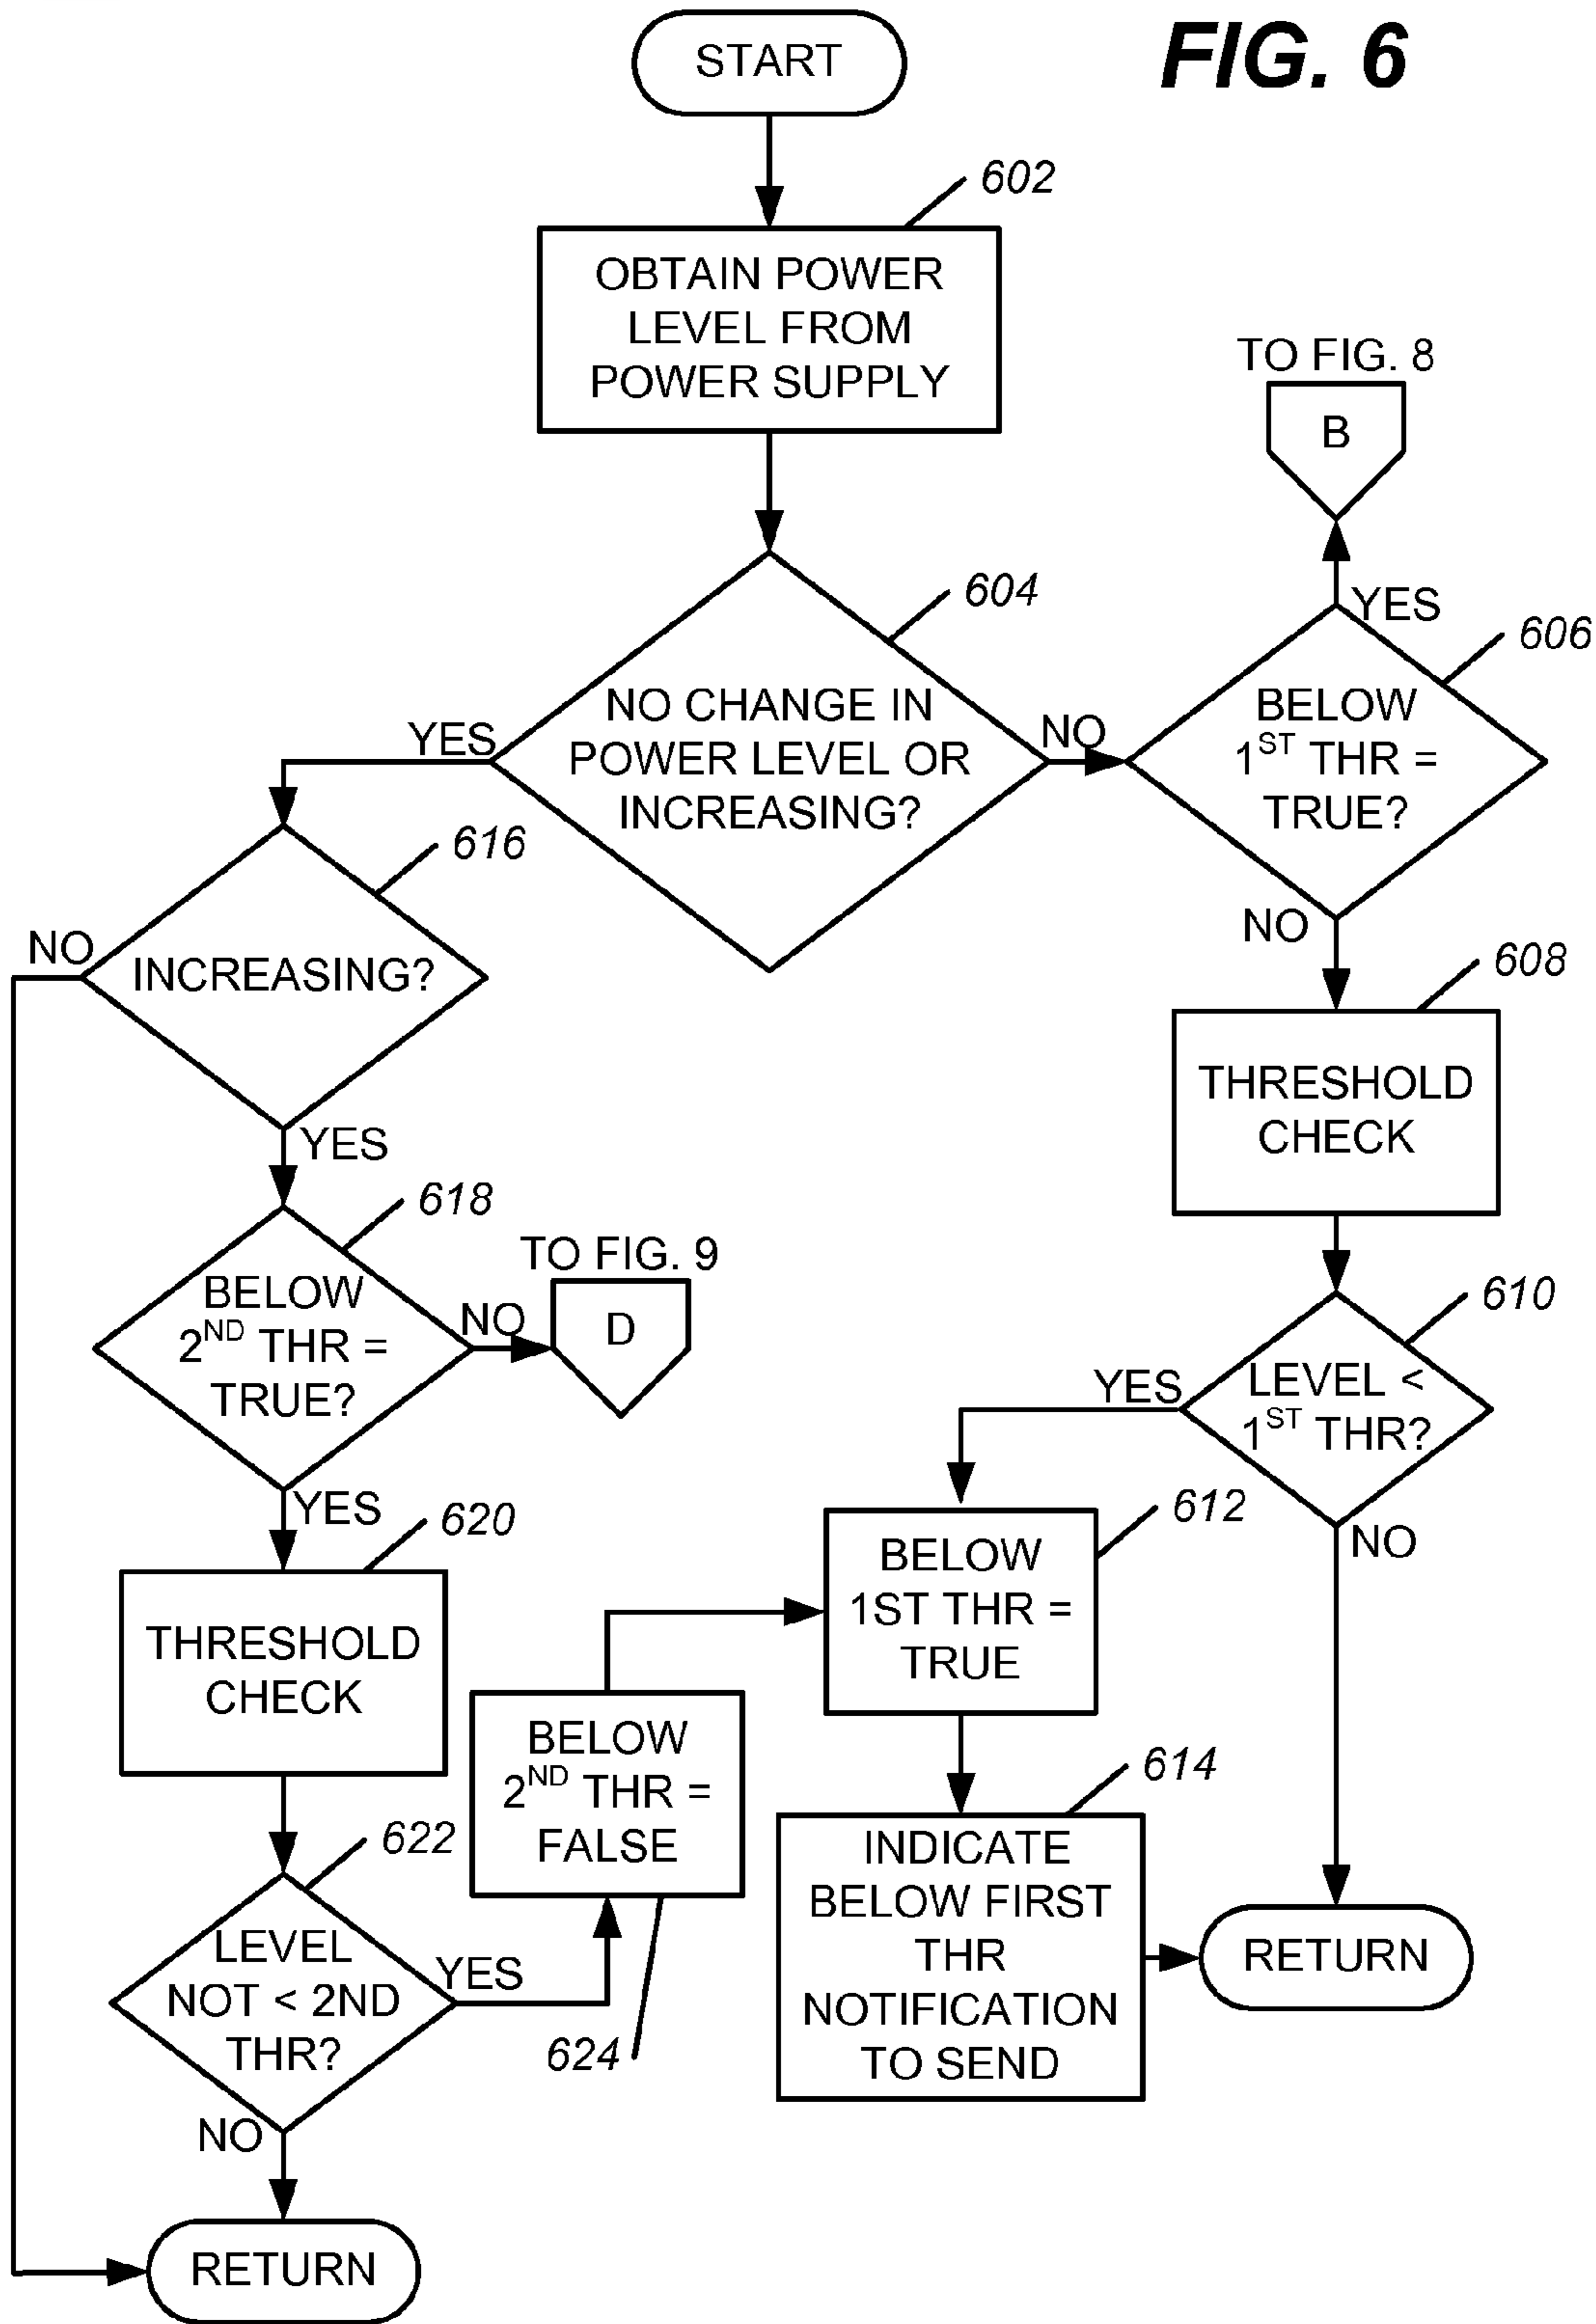 FIG. 6
START
602
OBTAIN POWER
LEVEL FROM
POWER SUPPLY
TO FIG. 8
B
604
YES
606
NO CHANGE IN
POWER LEVEL OR
INCREASING?
YES
NO
BELOW
1ST THR =
TRUE?
616
NO
INCREASING?
NO
608
THRESHOLD
CHECK
YES
618
TO FIG. 9
BELOW
2ND THR =
TRUE?
NO
D
610
YES
LEVEL <
1ST THR?
YES
620
612
NO
THRESHOLD
CHECK
BELOW
1ST THR =
TRUE
BELOW
2ND THR =
FALSE
614
622
INDICATE
BELOW FIRST
THR
NOTIFICATION
TO SEND
RETURN
LEVEL
NOT < 2ND
THR?
YES
624
NO
RETURN